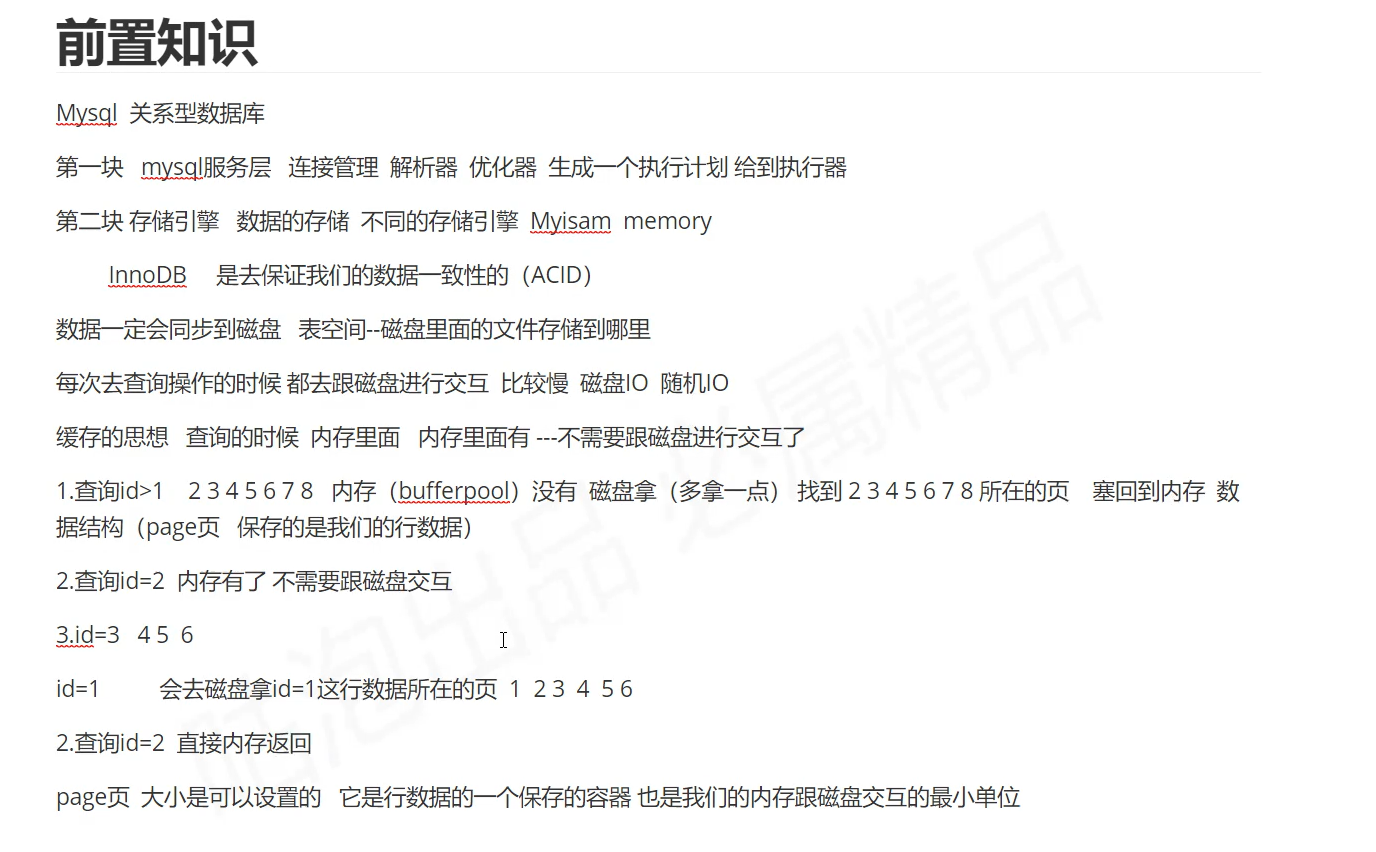 前置知识
Mysql 关系型数据库
第一块 mysql服务层 连接管理 解析器 优化器 生成一个执行计划 给到执行器
第二块 存储引擎 数据的存储 不同的存储引擎 Myisam memory
InnoDB 是去保证我们的数据一致性的（ACID）
数据一定会同步到磁盘 表空间--磁盘里面的文件存储到哪里
每次去查询操作的时候 都去跟磁盘进行交互 比较慢 磁盘IO 随机IO
缓存的思想 查询的时候 内存里面 内存里面有 ---不需要跟磁盘进行交互了
1.查询id>1 2 3 4 5 6 7 8 内存（bufferpool）没有 磁盘拿（多拿一点） 找到 2 3 4 5 6 7 8 所在的页 塞回到内存 数
据结构（page页 保存的是我们的行数据）
2.查询id=2 内存有了 不需要跟磁盘交互
3.id=3 4 5 6
id=1 会去磁盘拿id=1这行数据所在的页 1 2 3 4 5 6
2.查询id=2 直接内存返回
page页 大小是可以设置的 它是行数据的一个保存的容器 也是我们的内存跟磁盘交互的最小单位
咕泡出品 必属精品